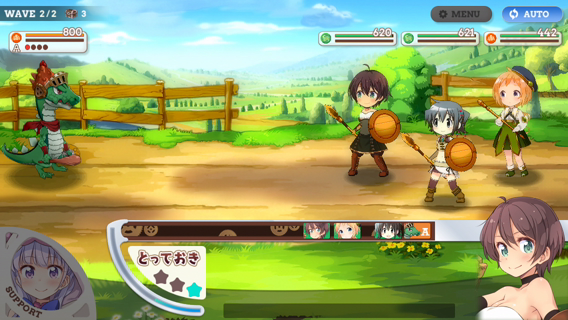 WAVE 2/2 3
MENU
AUTO
800
A
620
621
442
A
とっておき
SUPPORT